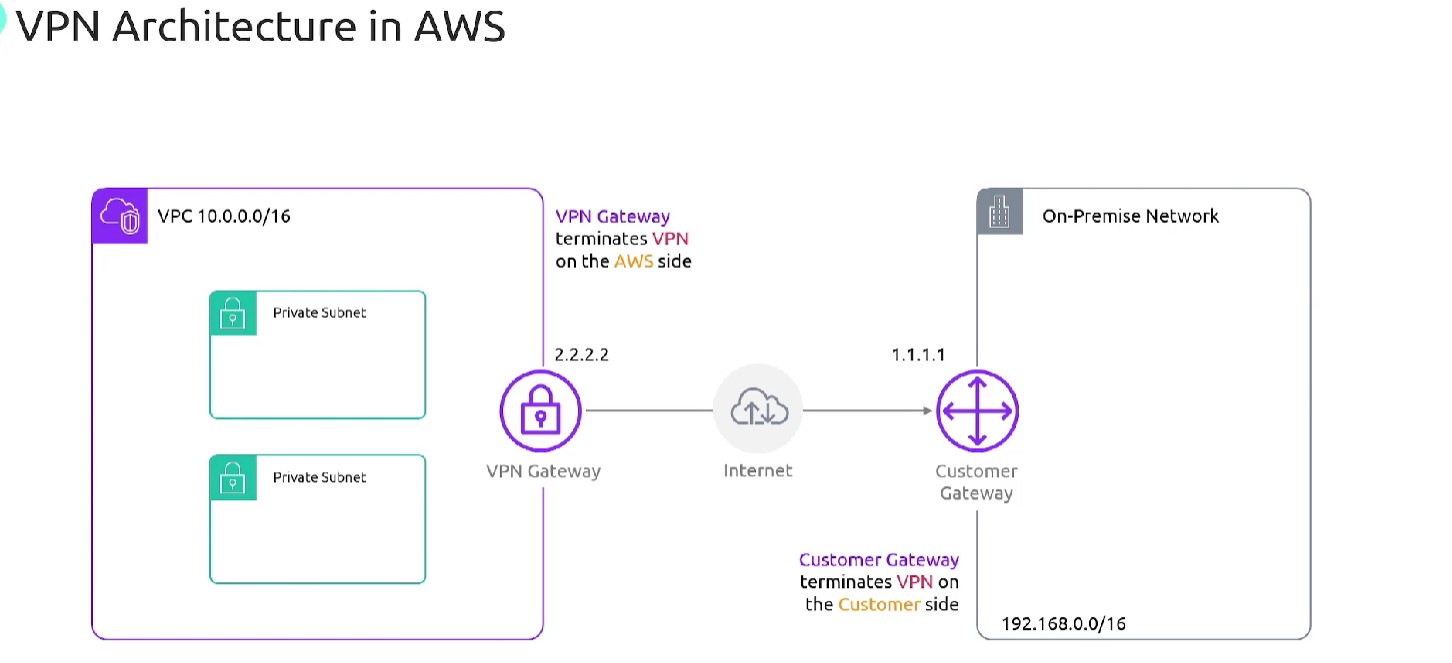 VPN Architecture in AWS
VPC 10.0.0.0/16
VPN Gateway
terminates VPN
on the AWS side
On-Premise Network
Private Subnet
2.2.2.2
1.1.1.1
VPN Gateway
Internet
Customer
Gateway
Private Subnet
Customer Gateway
terminates VPN on
the Customer side
192.168.0.0/16